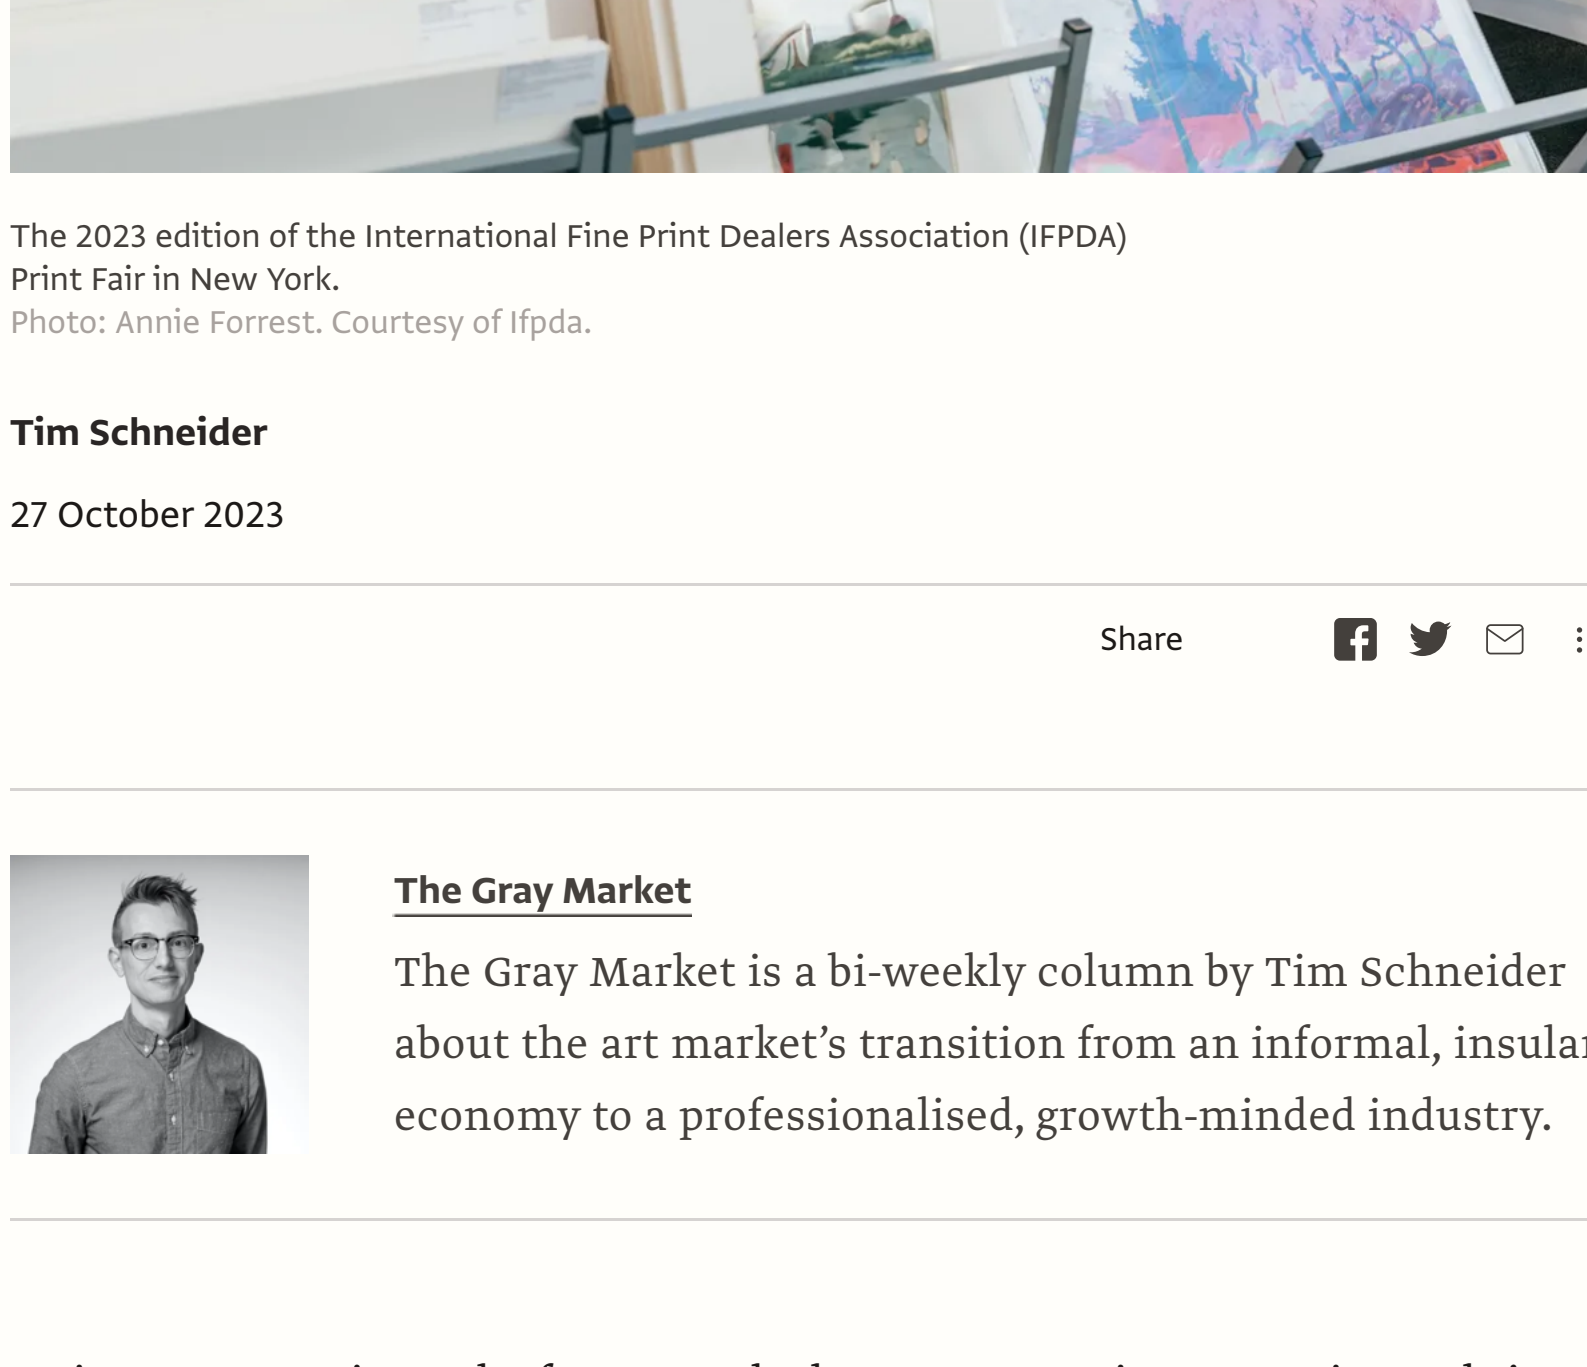 The 2023 edition of the International Fine Print Dealers Association (IFPDA)
Print Fair in New York.
Photo: Annie Forrest. Courtesy of Ifpda.
Tim Schneider
27 October 2023
Share
The Gray Market
The Gray Market is a bi-weekly column by Tim Schneider
about the art market’s transition from an informal, insular
economy to a professionalised, growth-minded industry.